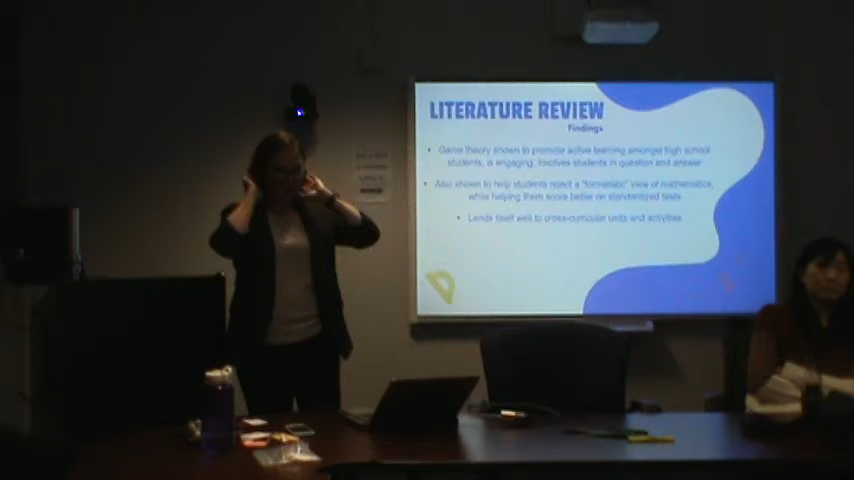 LITERATURE REVIEW
Findings
• Game theory shown to promote active learning amongst high school
students, is engaging, involves students in question and answer
• Also shown to help students reject a "formalistic" view of mathematics,
while helping them score better on standardized tests
• Lends itself well to cross-curricular units and activities